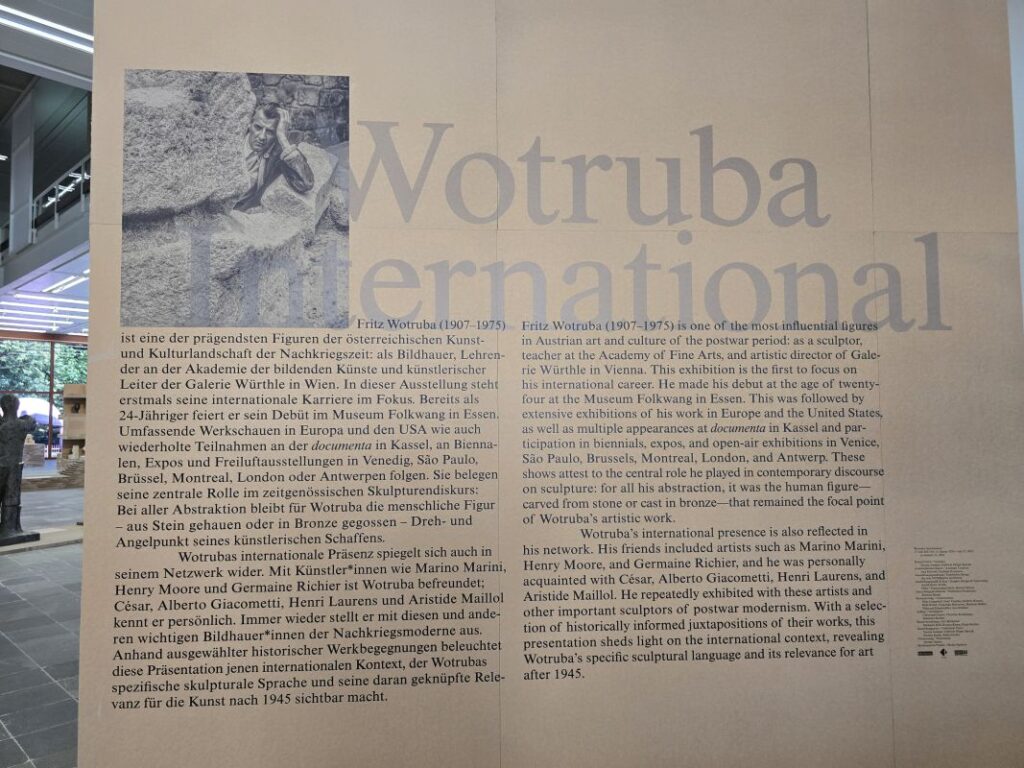 Wotruba
International
Fritz Wotruba (1907–1975)
ist eine der prägendsten Figuren der österreichischen Kunst-
und Kulturlandschaft der Nachkriegszeit: als Bildhauer, Lehren-
der an der Akademie der bildenden Künste und künstlerischer
Leiter der Galerie Würthle in Wien. In dieser Ausstellung steht
erstmals seine internationale Karriere im Fokus. Bereits als
24-Jähriger feiert er sein Debüt im Museum Folkwang in Essen.
Umfassende Werkschauen in Europa und den USA wie auch
wiederholte Teilnahmen an der documenta in Kassel, an Bienna-
len, Expos und Freiluftausstellungen in Venedig, São Paulo,
Brüssel, Montreal, London oder Antwerpen folgen. Sie belegen
seine zentrale Rolle im zeitgenössischen Skulpturendiskurs:
Bei aller Abstraktion bleibt für Wotruba die menschliche Figur
– aus Stein gehauen oder in Bronze gegossen – Dreh- und
Angelpunkt seines künstlerischen Schaffens.
Wotrubas internationale Präsenz spiegelt sich auch in
seinem Netzwerk wider. Mit Künstler*innen wie Marino Marini,
Henry Moore und Germaine Richier ist Wotruba befreundet;
César, Alberto Giacometti, Henri Laurens und Aristide Maillol
kennt er persönlich. Immer wieder stellt er mit diesen und ande-
ren wichtigen Bildhauer*innen der Nachkriegsmoderne aus.
Anhand ausgewählter historischer Werkbegegnungen beleuchtet
diese Präsentation jenen internationalen Kontext, der Wotrubas
spezifische skulpturale Sprache und seine daran geknüpfte Rele-
vanz für die Kunst nach 1945 sichtbar macht.
Fritz Wotruba (1907–1975) is one of the most influential figures
in Austrian art and culture of the postwar period: as a sculptor,
teacher at the Academy of Fine Arts, and artistic director of Gale-
rie Würthle in Vienna. This exhibition is the first to focus on
his international career. He made his debut at the age of twenty-
four at the Museum Folkwang in Essen. This was followed by
extensive exhibitions of his work in Europe and the United States,
as well as multiple appearances at documenta in Kassel and par-
ticipation in biennials, expos, and open-air exhibitions in Venice,
São Paulo, Brussels, Montreal, London, and Antwerp. These
shows attest to the central role he played in contemporary discourse
on sculpture: for all his abstraction, it was the human figure—
carved from stone or cast in bronze—that remained the focal point
of Wotruba's artistic work.
Wotruba's international presence is also reflected in
his network. His friends included artists such as Marino Marini,
Henry Moore, and Germaine Richier, and he was personally
acquainted with César, Alberto Giacometti, Henri Laurens, and
Aristide Maillol. He repeatedly exhibited with these artists and
other important sculptors of postwar modernism. With a selec-
tion of historically informed juxtapositions of their works, this
presentation sheds light on the international context, revealing
Wotruba's specific sculptural language and its relevance for art
after 1945.